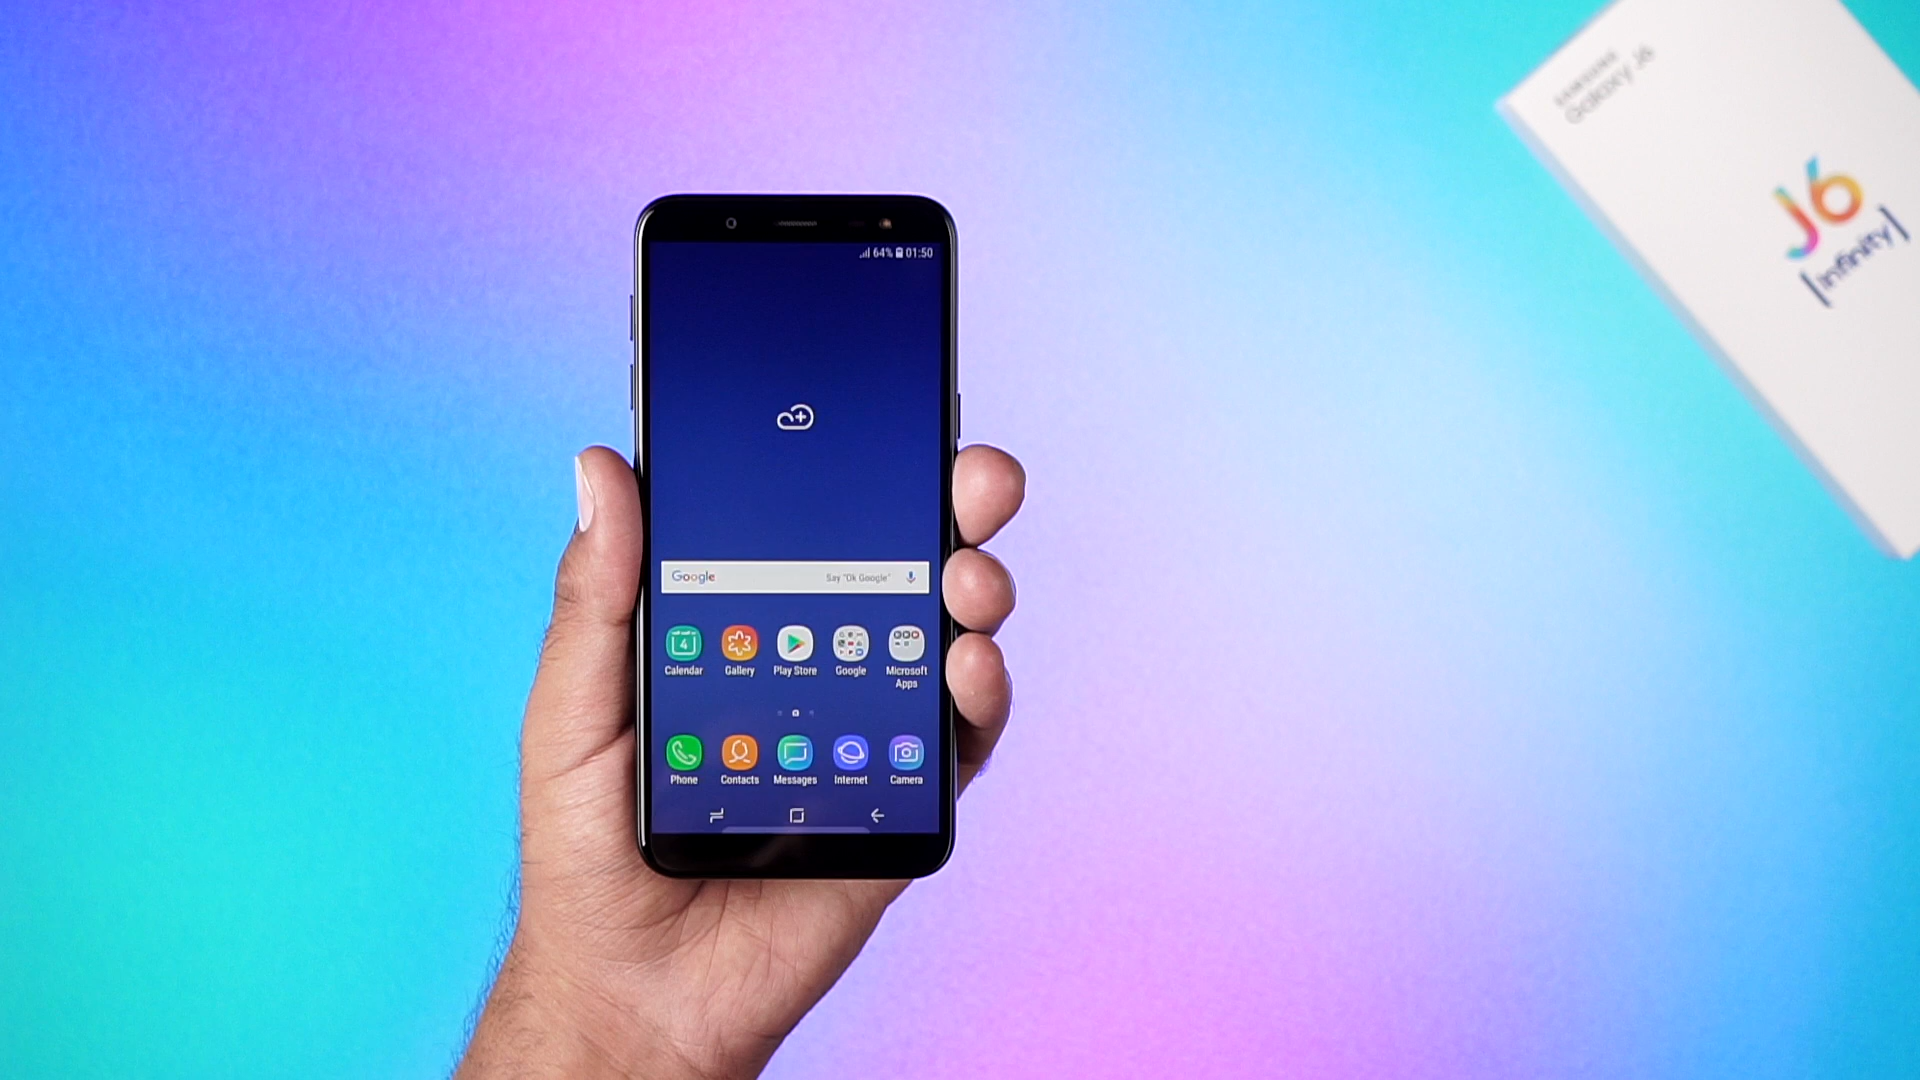 64% 01:50
Google Say "Ok Google"
4
Calendar Gallery Play Store Google Microsoft Apps
Phone Contacts Messages Internet Camera
SAMSUNG
Galaxy J6
J6
infinity